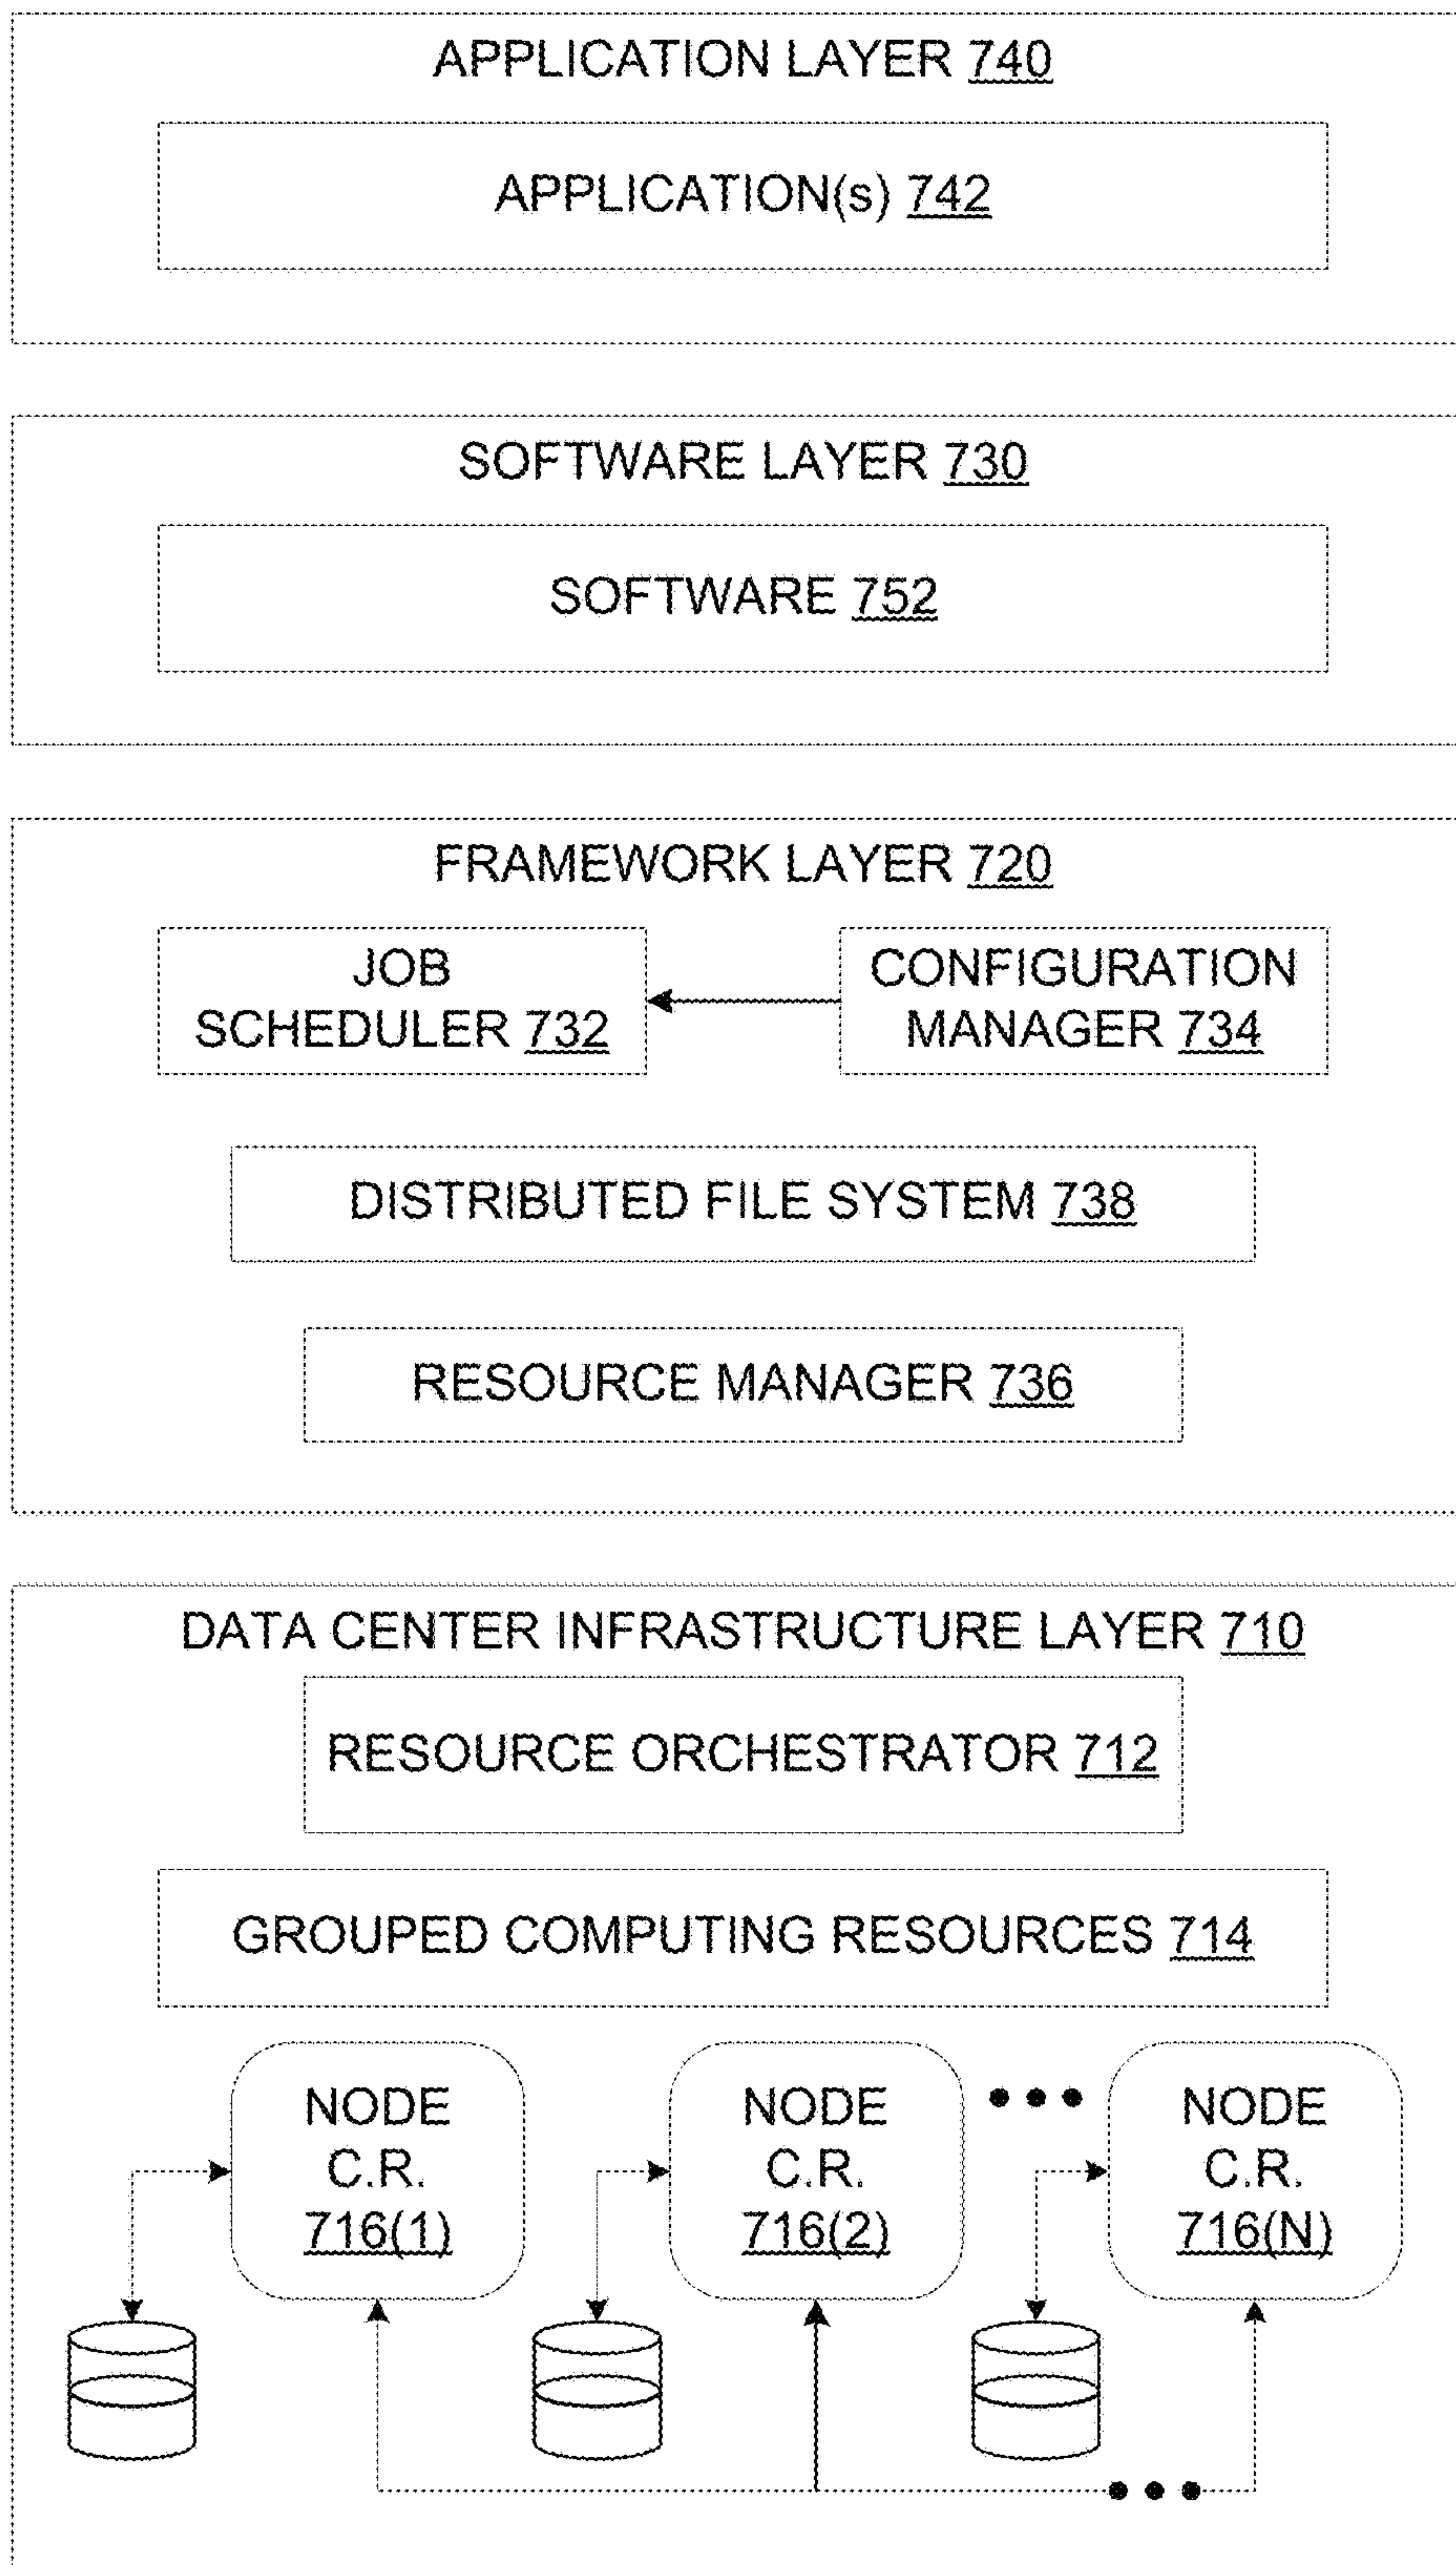 APPLICATION LAYER 740
APPLICATION(s) 742
SOFTWARE LAYER 730
SOFTWARE 752
FRAMEWORK LAYER 720
JOB
SCHEDULER 732
CONFIGURATION
MANAGER 734
DISTRIBUTED FILE SYSTEM 738
RESOURCE MANAGER 736
DATA CENTER INFRASTRUCTURE LAYER 710
RESOURCE ORCHESTRATOR 712
GROUPED COMPUTING RESOURCES 714
NODE
C.R.
716(1)
NODE
C.R.
716(2)
NODE
C.R.
716(N)